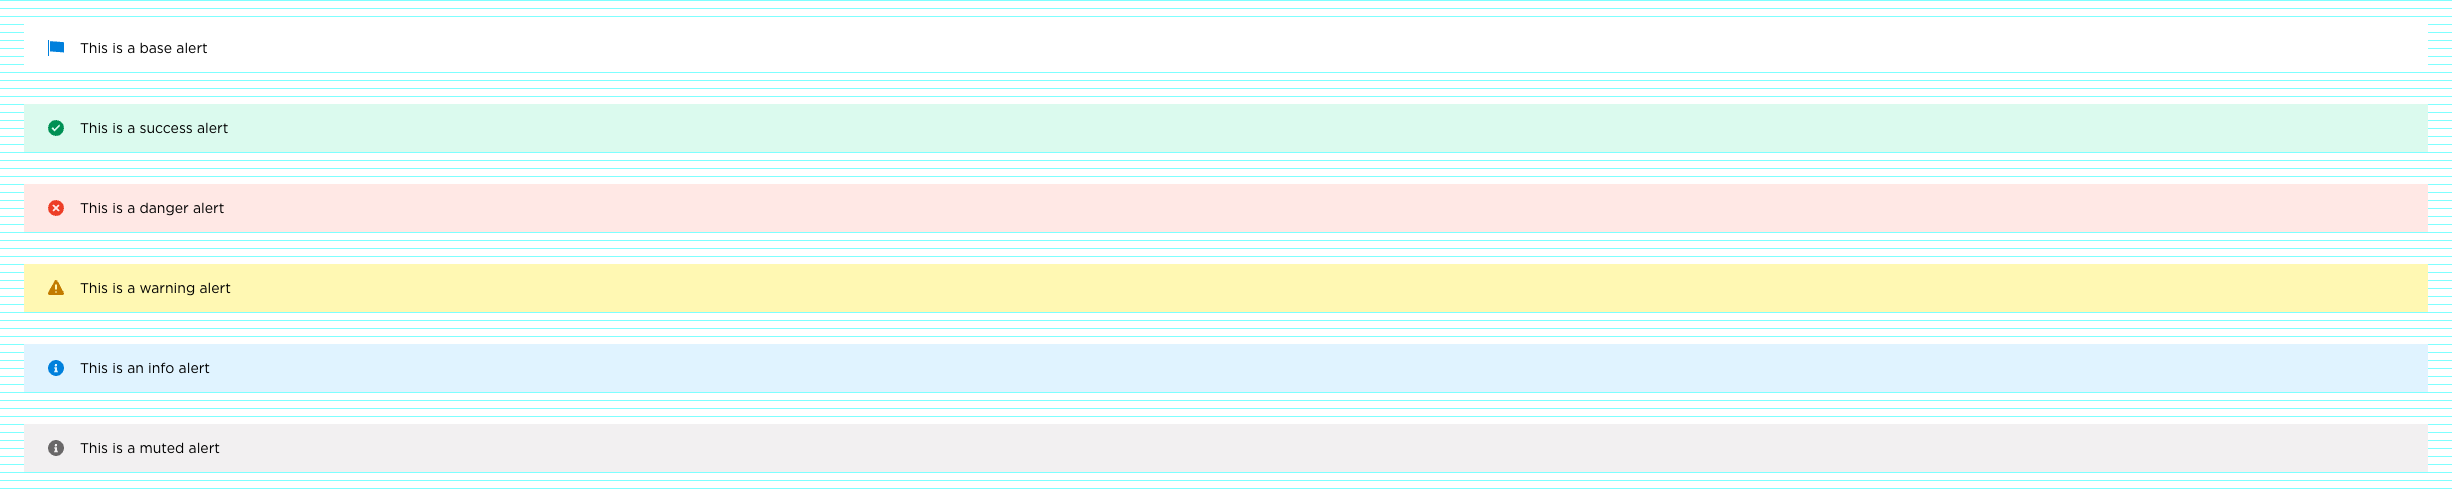 This is a base alert
This is a success alert
This is a danger alert
This is a warning alert
This is an info alert
This is a muted alert